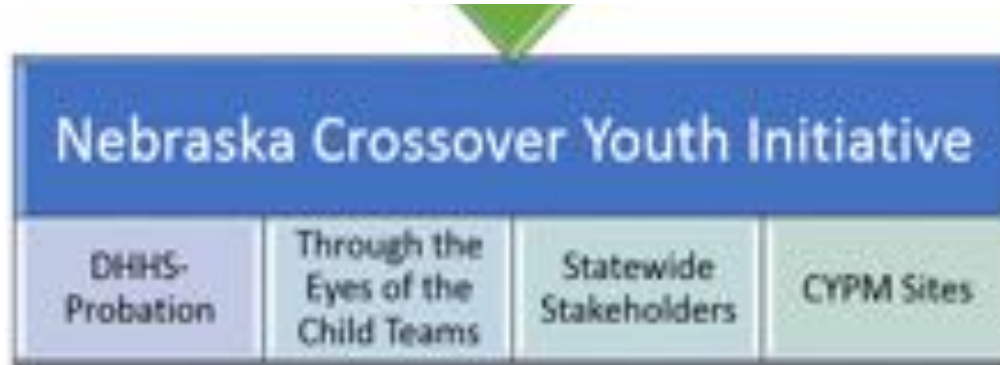 Nebraska Crossover Youth Initiative
DHHS-
Probation
Through the
Eyes of the
Child Teams
Statewide
Stakeholders
CYPM Sites